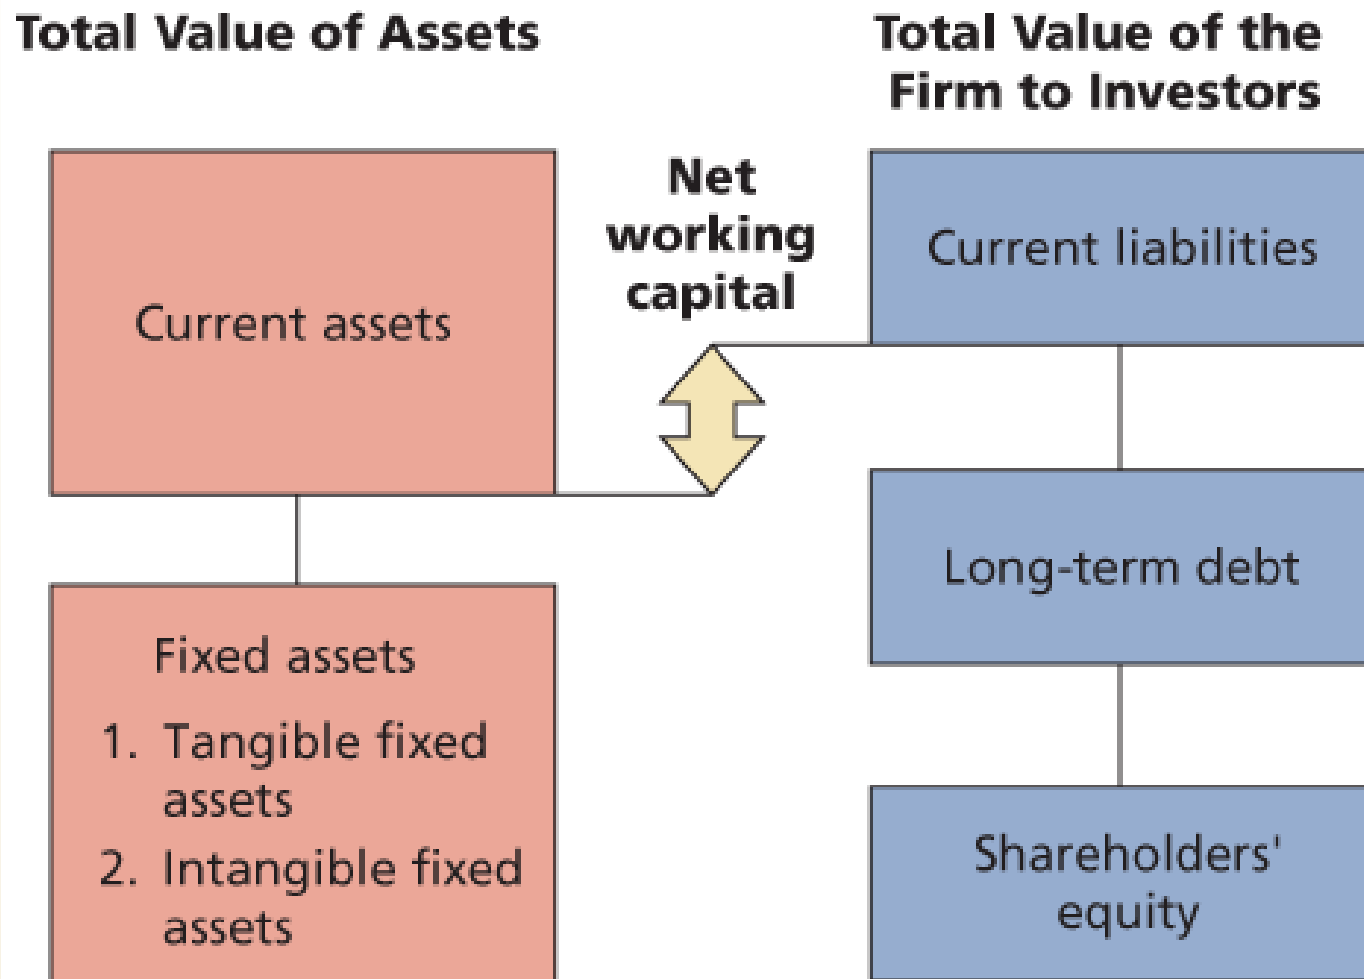 Total Value of Assets
Total Value of the
Firm to Investors
Current assets
Net
working
capital
Current liabilities
Long-term debt
Fixed assets
1. Tangible fixed
assets
2. Intangible fixed
assets
Shareholders'
equity